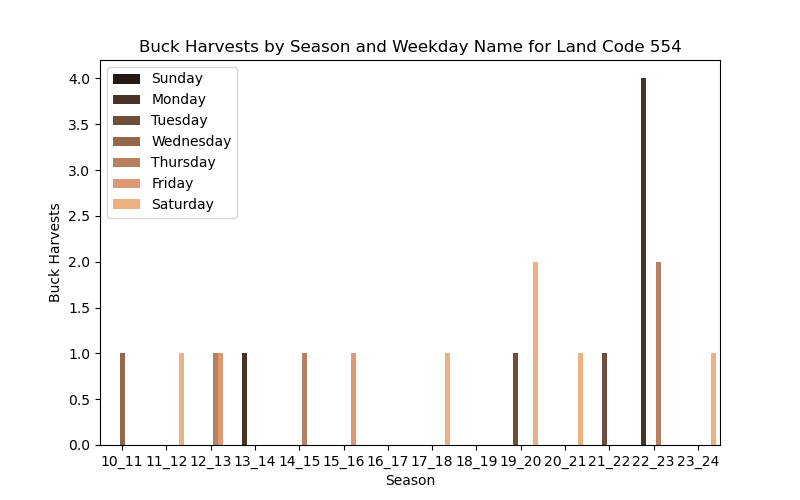 Buck Harvests by Season and Weekday Name for Land Code 554
Sunday
Monday
Tuesday
Wednesday
Thursday
Friday
Saturday
4.0
3.5
3.0
2.5
2.0
1.5
1.0
0.5
0.0
Buck Harvests
10_11 11_12 12_13 13_14 14_15 15_16 16_17 17_18 18_19 19_20 20_21 21_22 22_23 23_24
Season